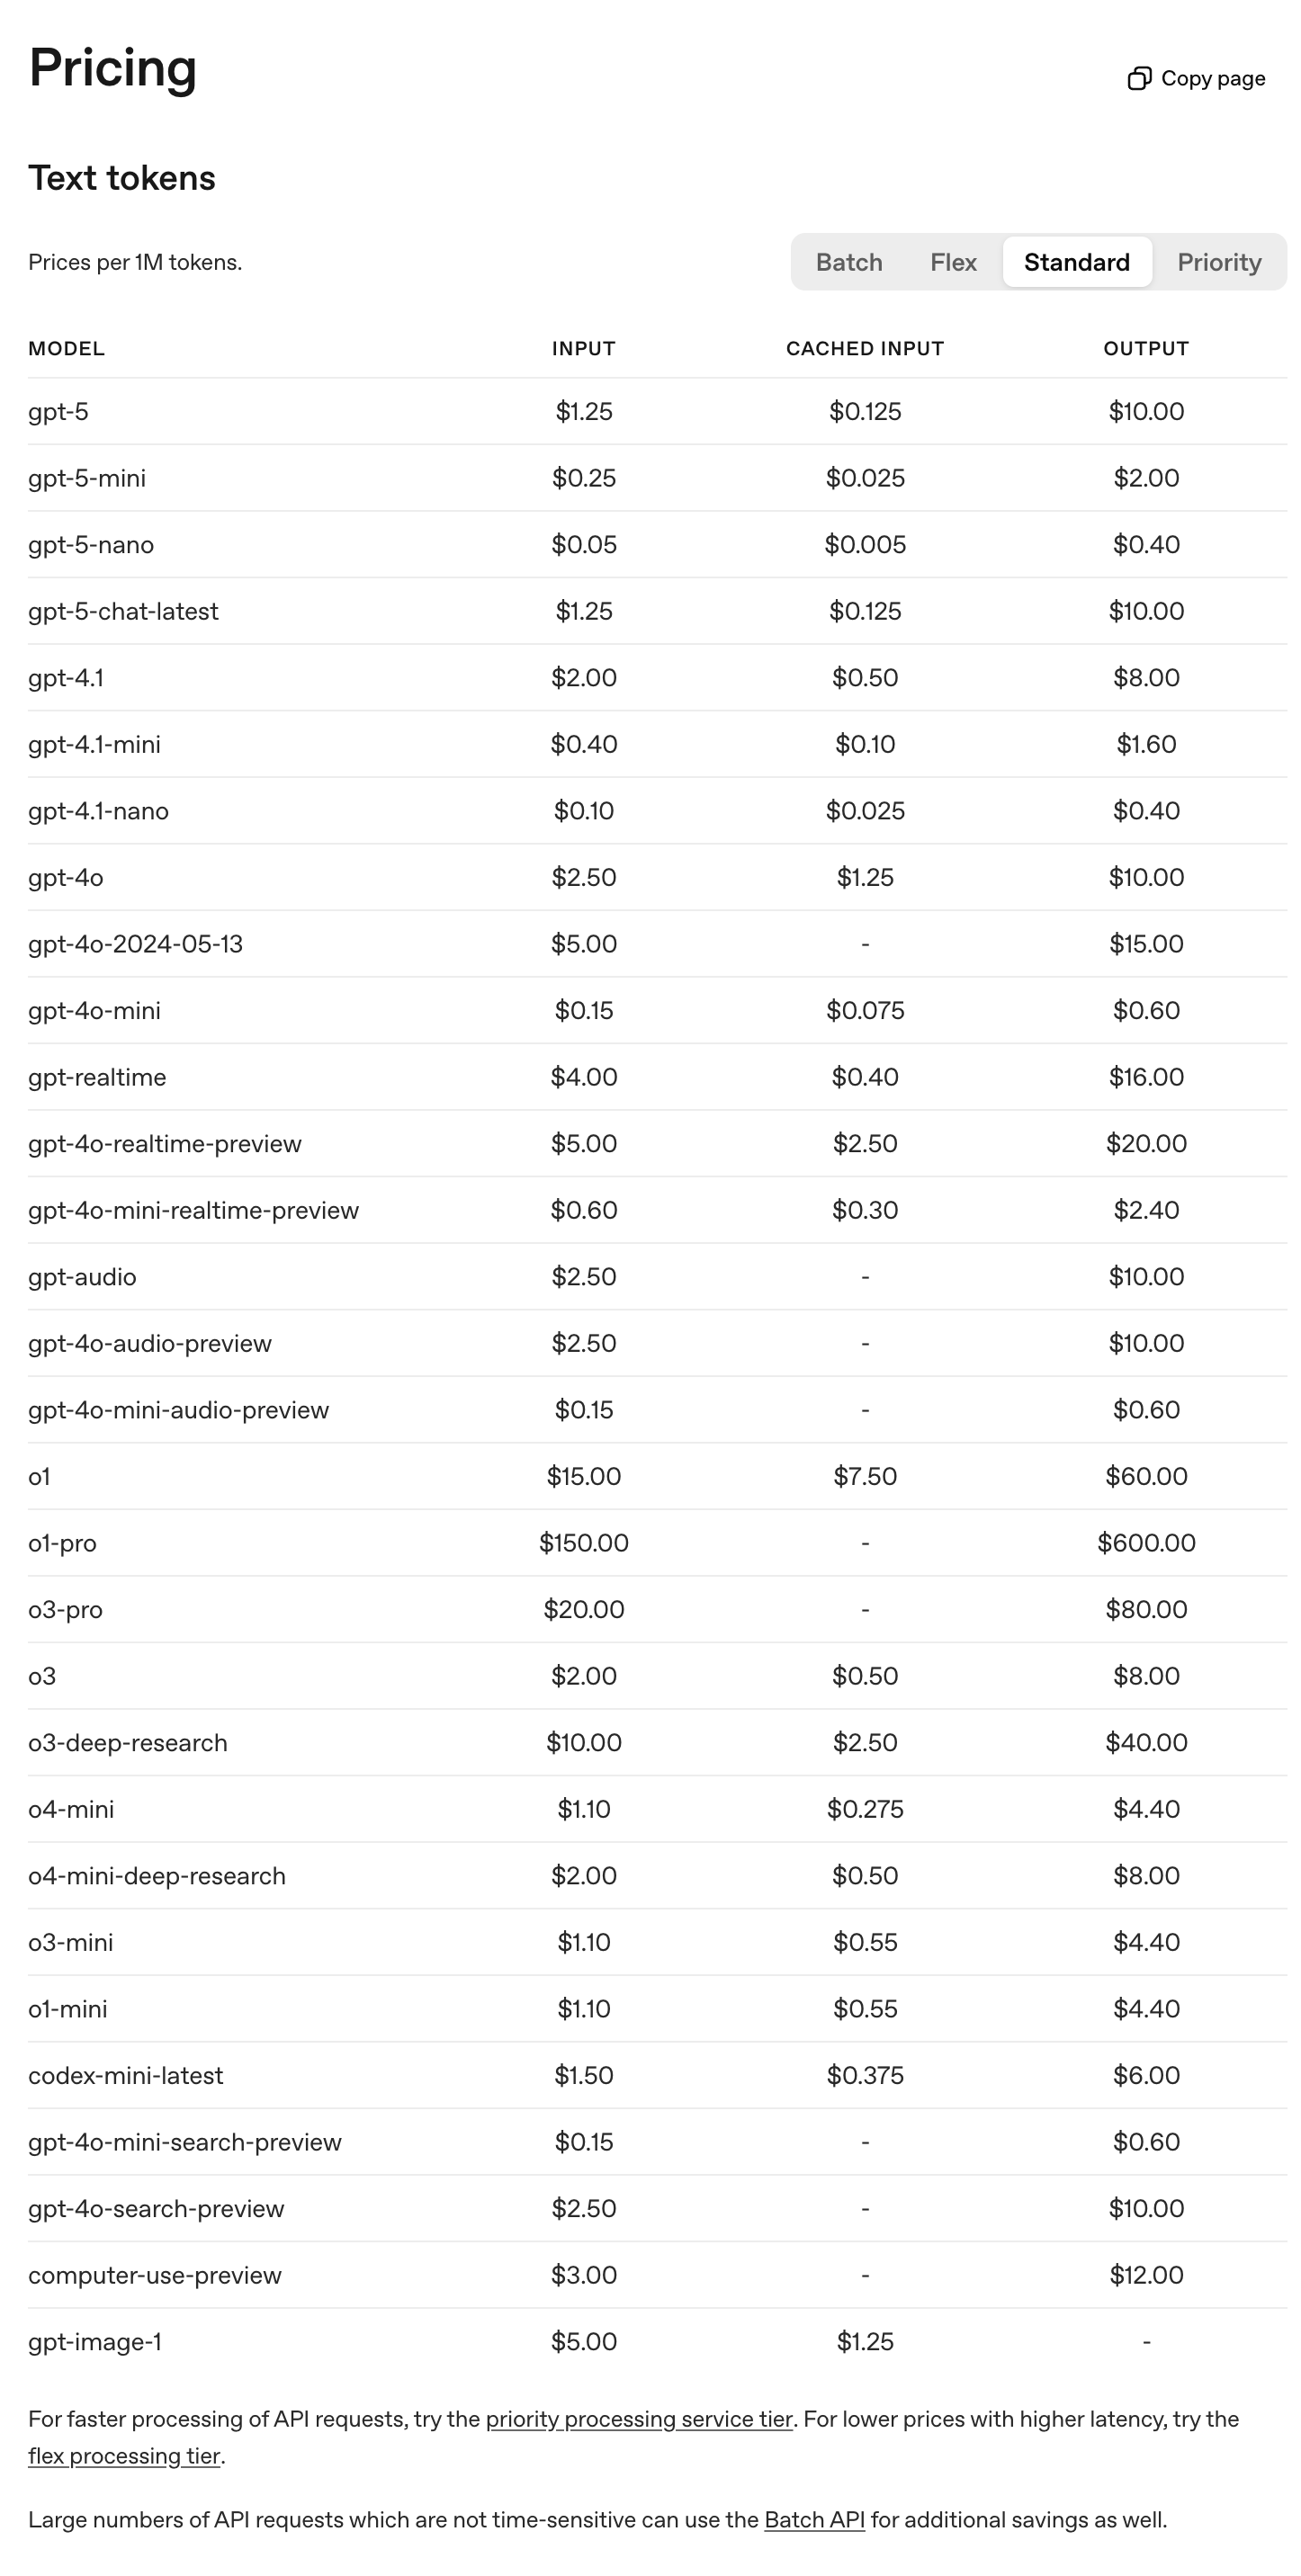 Pricing
Copy page
Text tokens
Prices per 1M tokens.
Batch Flex Standard Priority
MODEL INPUT CACHED INPUT OUTPUT
gpt-5 $1.25 $0.125 $10.00
gpt-5-mini $0.25 $0.025 $2.00
gpt-5-nano $0.05 $0.005 $0.40
gpt-5-chat-latest $1.25 $0.125 $10.00
gpt-4.1 $2.00 $0.50 $8.00
gpt-4.1-mini $0.40 $0.10 $1.60
gpt-4.1-nano $0.10 $0.025 $0.40
gpt-4o $2.50 $1.25 $10.00
gpt-4o-2024-05-13 $5.00 - $15.00
gpt-4o-mini $0.15 $0.075 $0.60
gpt-realtime $4.00 $0.40 $16.00
gpt-4o-realtime-preview $5.00 $2.50 $20.00
gpt-4o-mini-realtime-preview $0.60 $0.30 $2.40
gpt-audio $2.50 - $10.00
gpt-4o-audio-preview $2.50 - $10.00
gpt-4o-mini-audio-preview $0.15 - $0.60
o1 $15.00 $7.50 $60.00
o1-pro $150.00 - $600.00
o3-pro $20.00 - $80.00
o3 $2.00 $0.50 $8.00
o3-deep-research $10.00 $2.50 $40.00
o4-mini $1.10 $0.275 $4.40
o4-mini-deep-research $2.00 $0.50 $8.00
o3-mini $1.10 $0.55 $4.40
o1-mini $1.10 $0.55 $4.40
codex-mini-latest $1.50 $0.375 $6.00
gpt-4o-mini-search-preview $0.15 - $0.60
gpt-4o-search-preview $2.50 - $10.00
computer-use-preview $3.00 - $12.00
gpt-image-1 $5.00 $1.25 -
For faster processing of API requests, try the priority processing service tier. For lower prices with higher latency, try the
flex processing tier.
Large numbers of API requests which are not time-sensitive can use the Batch API for additional savings as well.